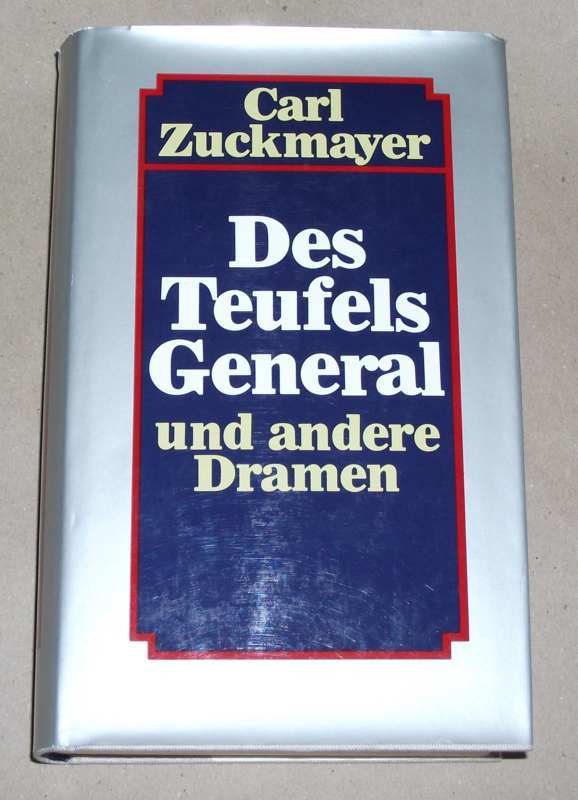 Carl
Zuckmayer
Des
Teufels
General
und andere
Dramen